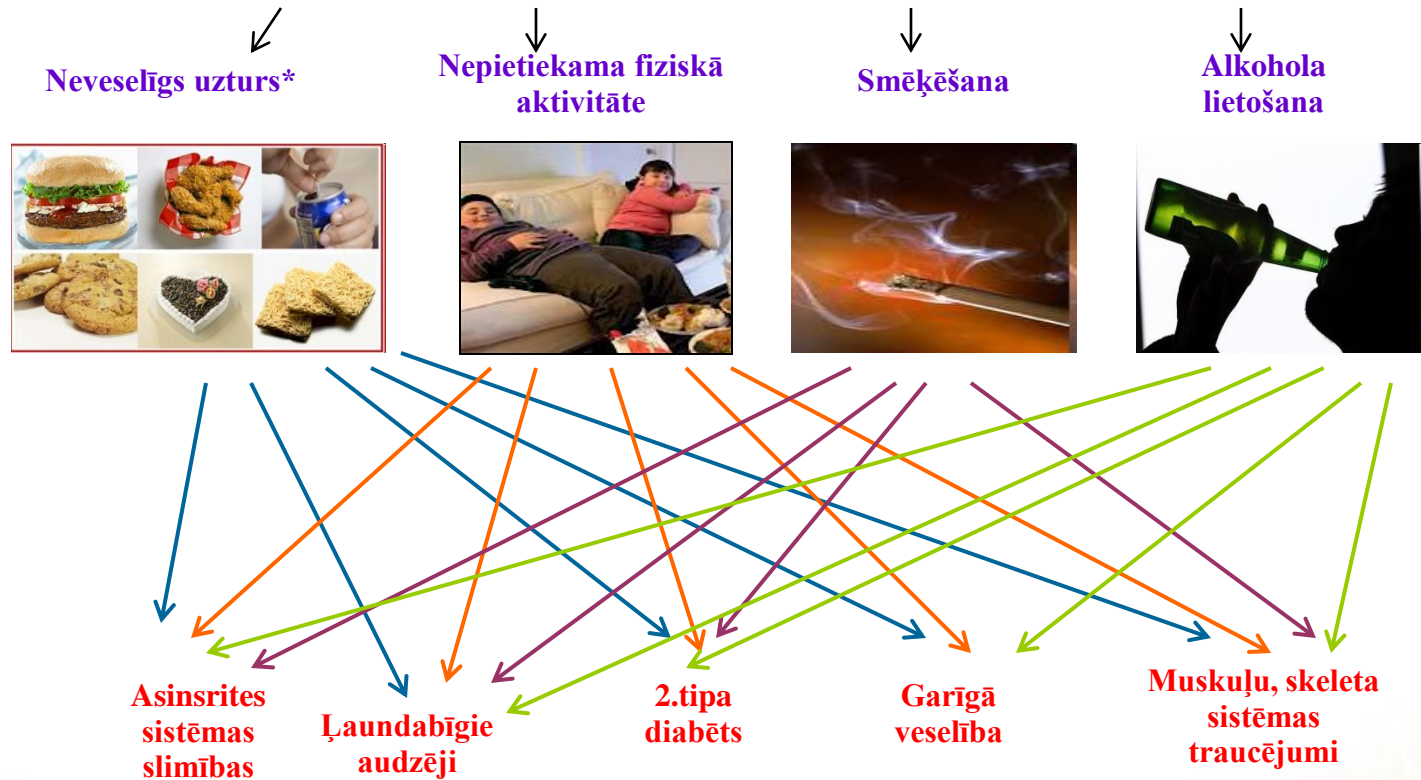 Neveselīgs uzturs*
Nepietiekama fiziskā
aktivitāte
Smēķēšana
Alkohola
lietošana
Asinsrites
sistēmas
slimības
Ļaundabīgie
audzēji
2.tipa
diabēts
Garīgā
veselība
Muskuļu, skeleta
sistēmas
traucējumi